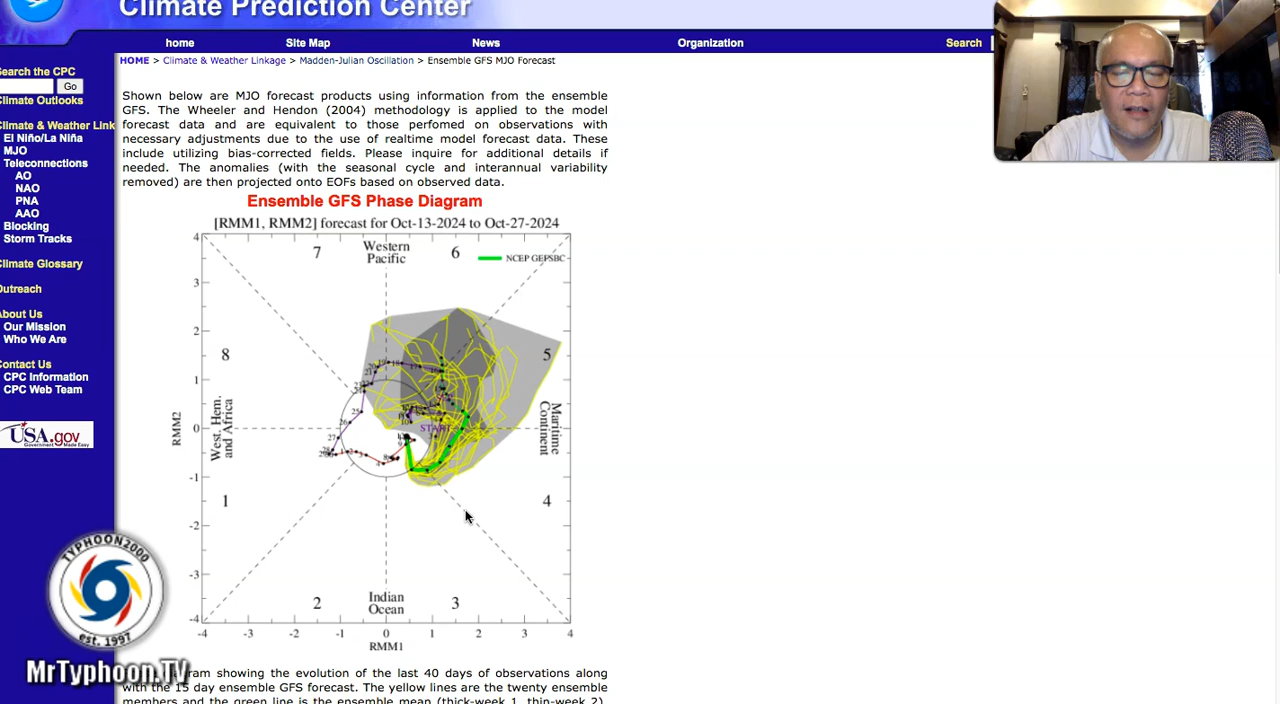 Climate Prediction Center
home Site Map News Organization Search
HOME > Climate & Weather Linkage > Madden-Julian Oscillation > Ensemble GFS MJO Forecast
earch the CPC
Go
Climate Outlooks
Climate & Weather Link
El Niño/La Niña
MJO
Teleconnections
AO
NAO
PNA
AAO
Blocking
Storm Tracks
Climate Glossary
Outreach
About Us
Our Mission
Who We Are
Contact Us
CPC Information
CPC Web Team
USA.gov
Government Made Easy
Shown below are MJO forecast products using information from the ensemble
GFS. The Wheeler and Hendon (2004) methodology is applied to the model
forecast data and are equivalent to those perfomed on observations with
necessary adjustments due to the use of realtime model forecast data. These
include utilizing bias-corrected fields. Please inquire for additional details if
needed. The anomalies (with the seasonal cycle and interannual variability
removed) are then projected onto EOFs based on observed data.
Ensemble GFS Phase Diagram
[RMM1, RMM2] forecast for Oct-13-2024 to Oct-27-2024
7
Western
Pacific
6
NCEP GEFSBC
8
5
West. Hem.
and Africa
Maritime
Continent
START
1
4
2
Indian
Ocean
3
RMM2
4
3
2
1
0
-1
-2
-3
-4
-4 -3 -2 -1 0 1 2 3 4
RMM1
ram showing the evolution of the last 40 days of observations along
with the 15 day ensemble GFS forecast. The yellow lines are the twenty ensemble
members and the green line is the ensemble mean (thick-week 1, thin-week 2).
TYPHOON2000
est. 1997
MrTyphoon.TV